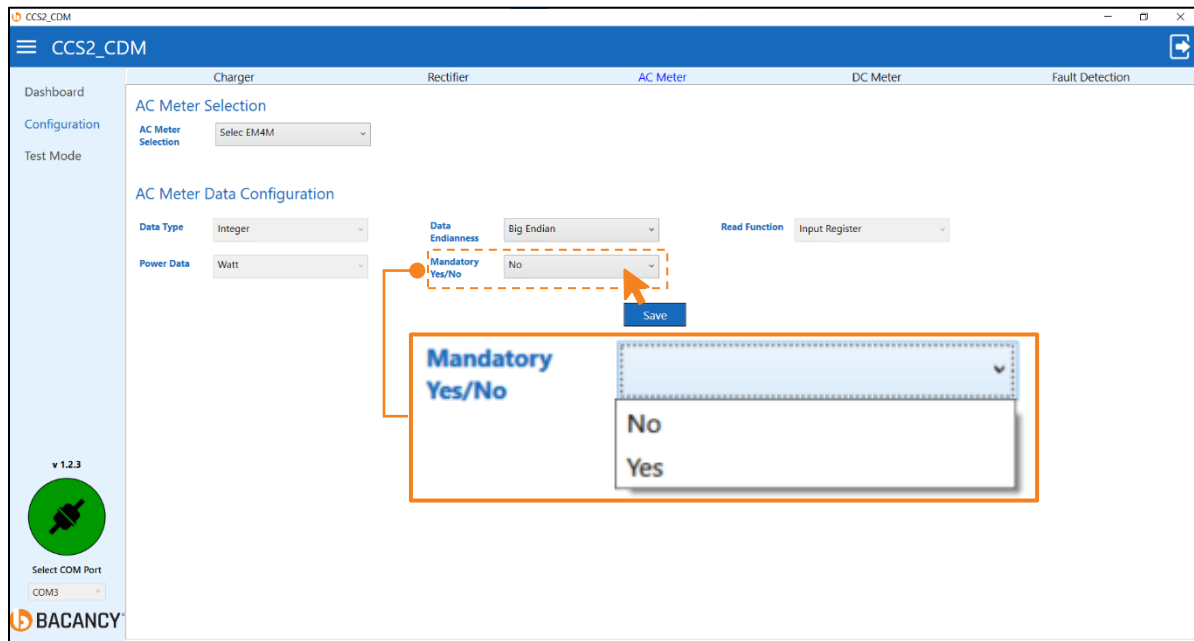 CCS2_CDM
CCS2_CDM
Charger Rectifier AC Meter DC Meter Fault Detection
Dashboard
Configuration
Test Mode
AC Meter Selection
AC Meter
Selection
Selec EM4M
AC Meter Data Configuration
Data Type Integer
Data
Endianness
Big Endian
Read Function Input Register
Power Data Watt
Mandatory
Yes/No
No
Save
Mandatory
Yes/No
No
Yes
v 1.2.3
Select COM Port
COM3
BACANCY